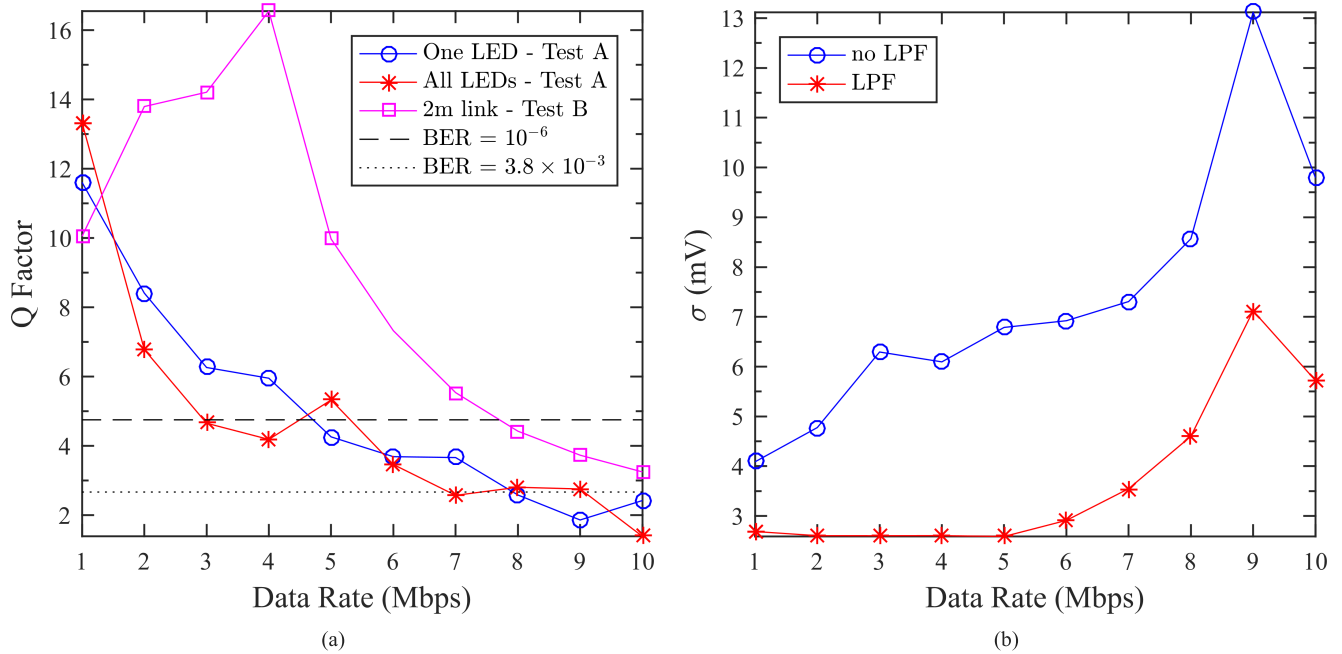 16
14
12
10
8
6
4
2
Q Factor
One LED - Test A
All LEDs - Test A
2m link - Test B
BER = 10⁻⁶
BER = 3.8 × 10⁻³
1 2 3 4 5 6 7 8 9 10
Data Rate (Mbps)
(a)
13
12
11
10
9
8
7
6
5
4
3
σ (mV)
no LPF
LPF
1 2 3 4 5 6 7 8 9 10
Data Rate (Mbps)
(b)